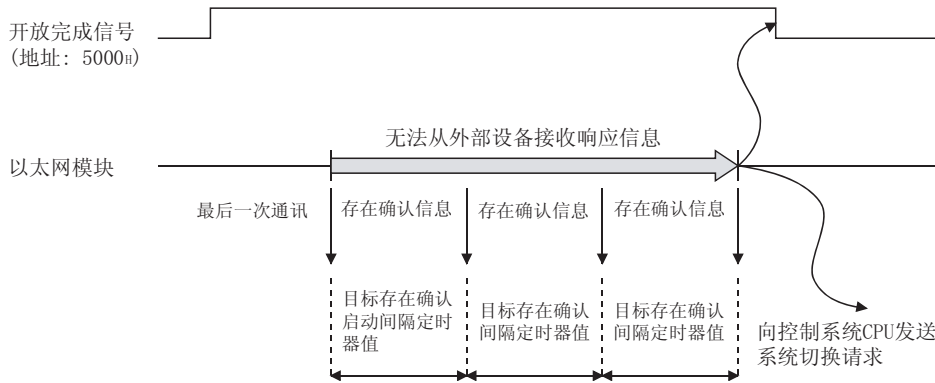 开放完成信号
(地址: 5000H)
无法从外部设备接收响应信息
以太网模块
最后一次通讯
存在确认信息
存在确认信息
存在确认信息
目标存在确认
启动间隔定时
器值
目标存在确认
间隔定时器值
目标存在确认
间隔定时器值
向控制系统CPU发送
系统切换请求